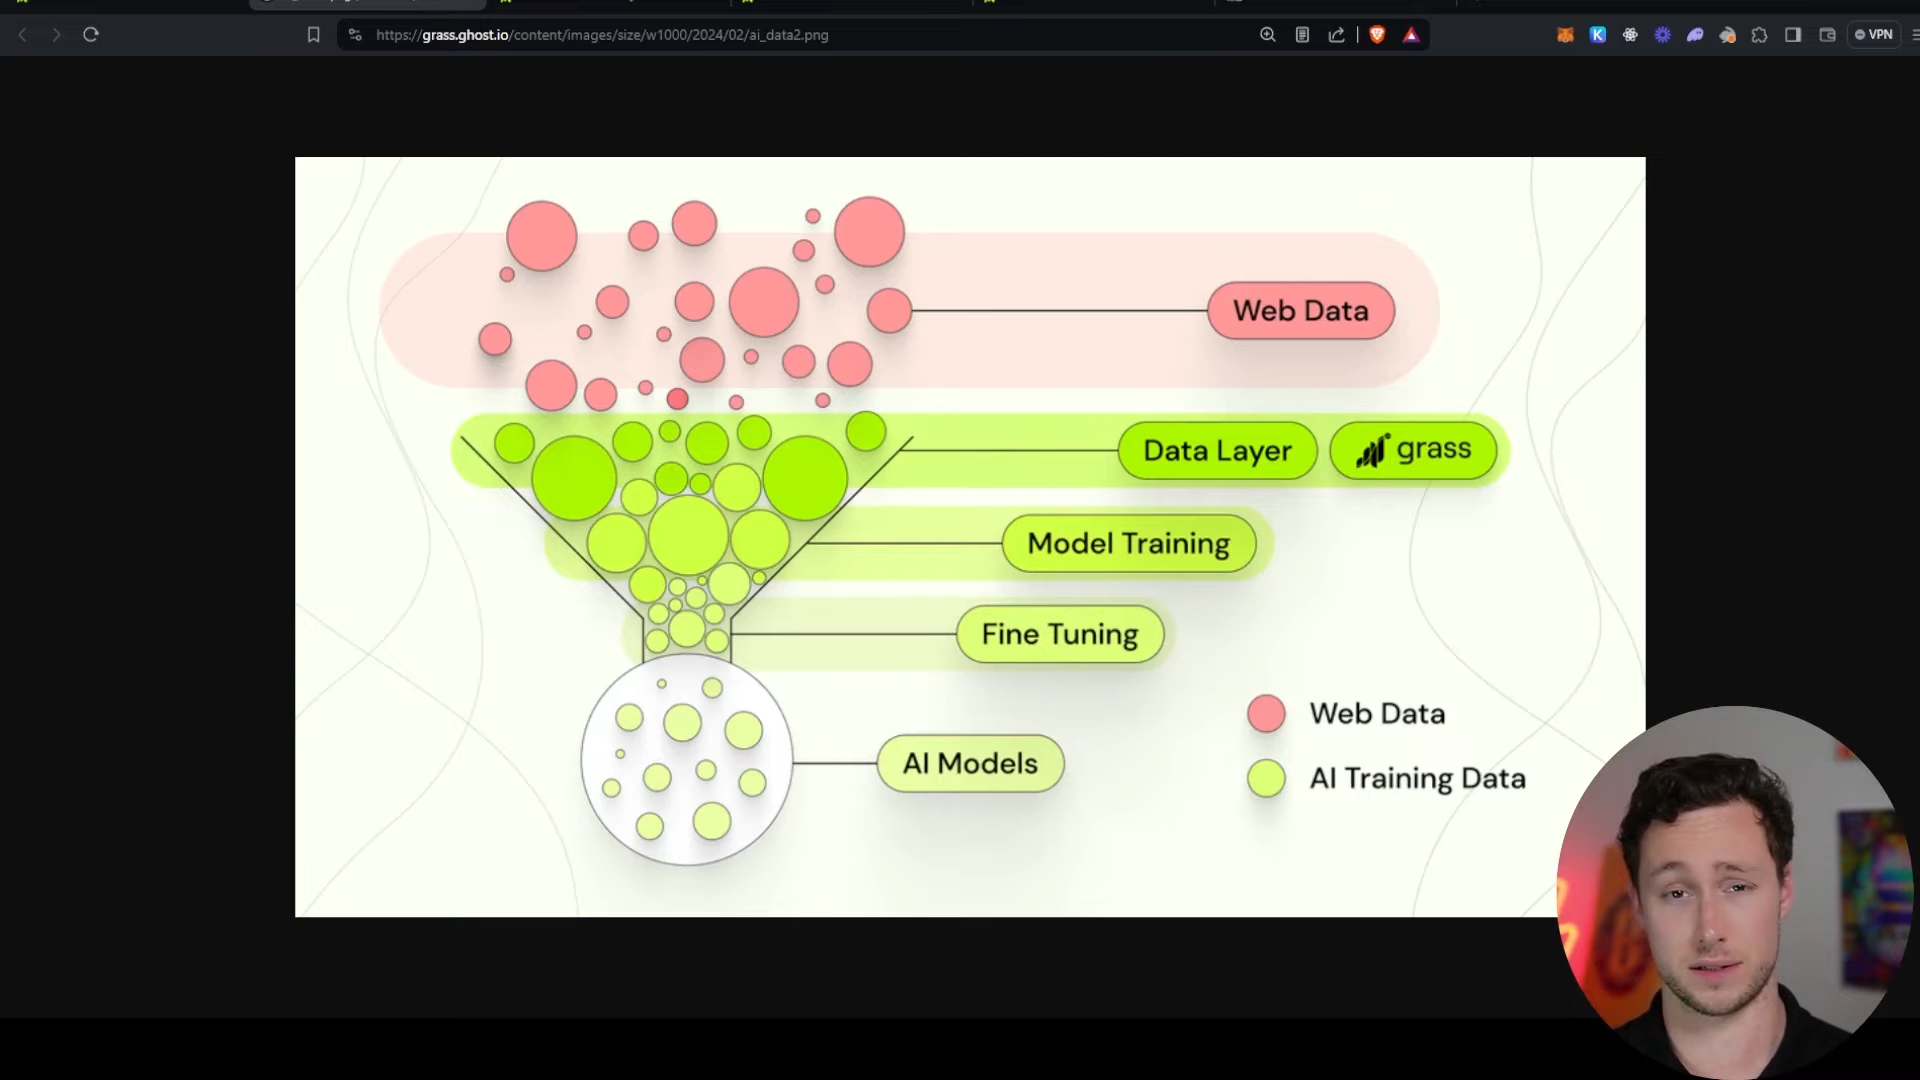 https://grass.ghost.io/content/images/size/w1000/2024/02/ai_data2.png
VPN
Web Data
Data Layer
grass
Model Training
Fine Tuning
AI Models
Web Data
AI Training Data